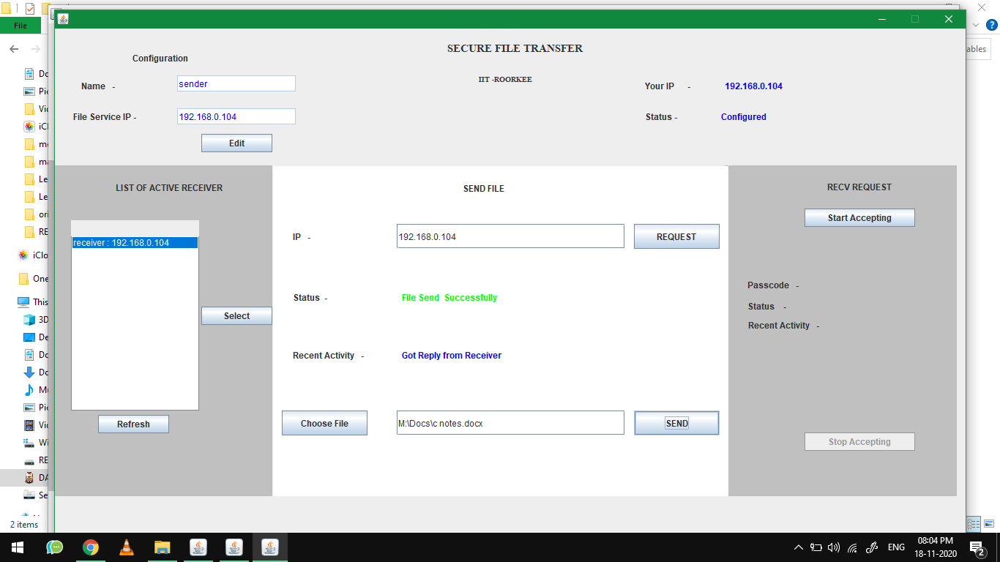 File
ables
SECURE FILE TRANSFER
Configuration
IIT -ROORKEE
Name -
sender
Your IP -
192.168.0.104
File Service IP -
192.168.0.104
Status -
Configured
Edit
LIST OF ACTIVE RECEIVER
receiver : 192.168.0.104
Select
Refresh
SEND FILE
IP -
192.168.0.104
REQUEST
Status -
File Send Successfully
Recent Activity -
Got Reply from Receiver
Choose File
M:\Docs\c notes.docx
SEND
RECV REQUEST
Start Accepting
Passcode -
Status -
Recent Activity -
Stop Accepting
Do
Pic
Vic
iCl
me
ma
Le
Le
ori
RE
iClo
One
This
3D
De
Do
Do
Mu
Pic
Vic
Wi
RE
DA
Se
2 items
ENG
08:04 PM
18-11-2020
2